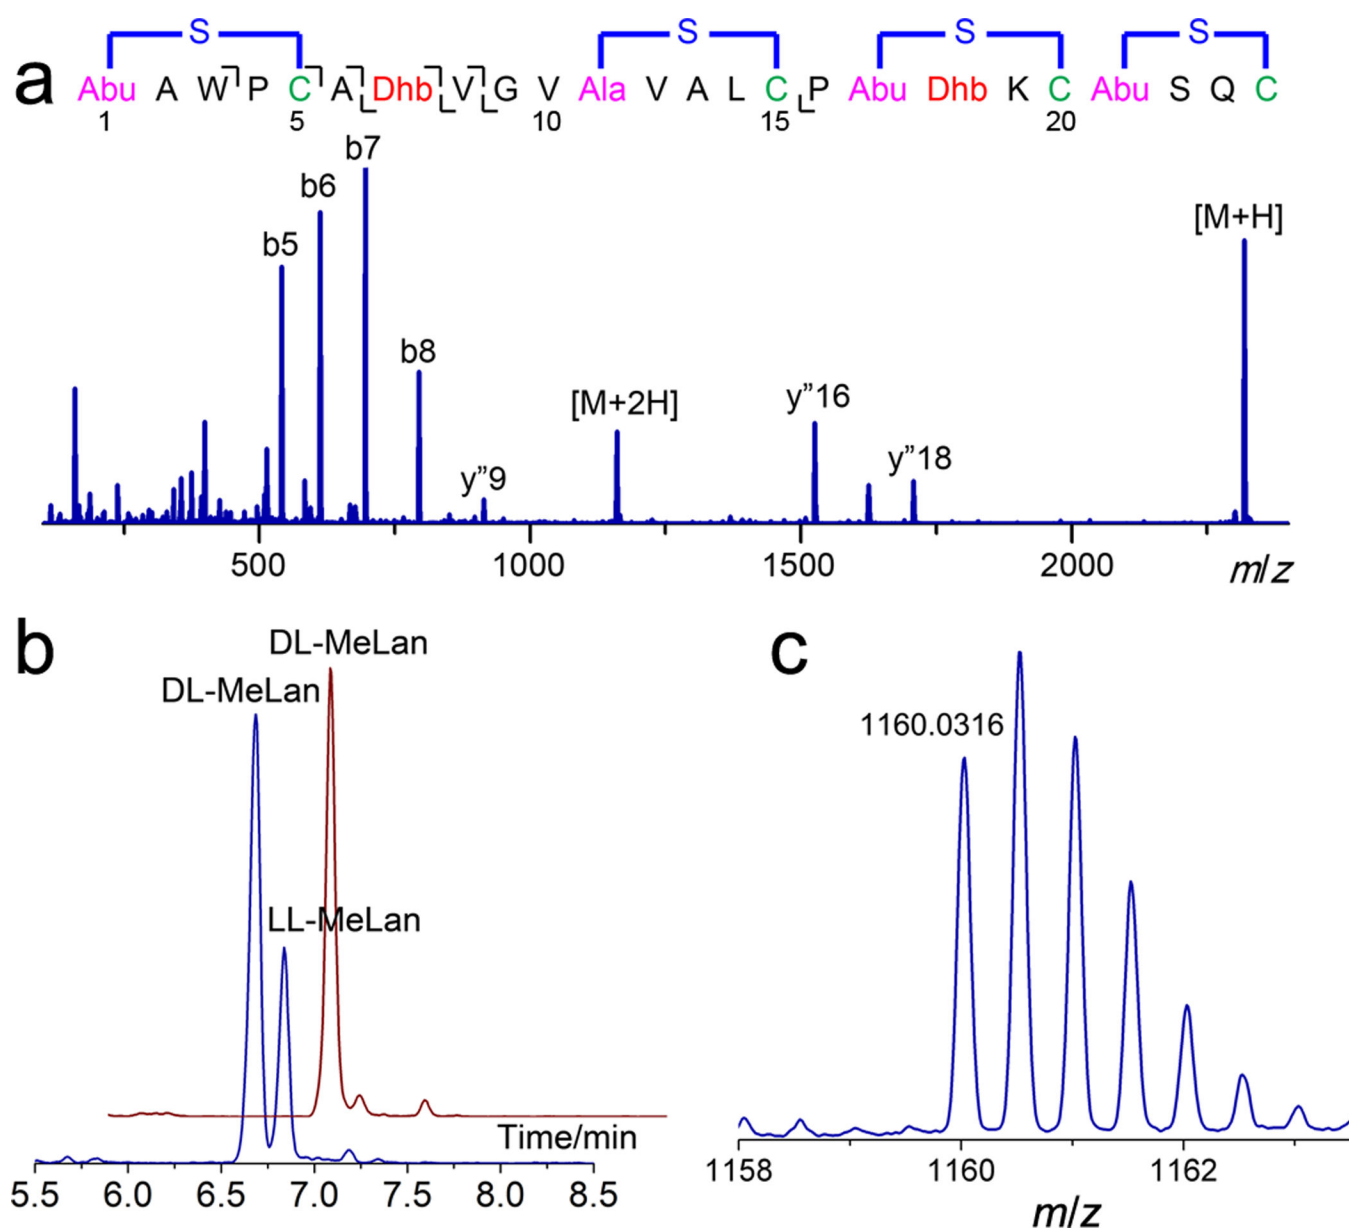 S S S S
a Abu A W P C A Dhb V G V Ala V A L C P Abu Dhb K C Abu S Q C
1 5 10 15 20
b7
b6
[M+H]
b5
b8
[M+2H]
y”16
y”18
y”9
500 1000 1500 2000 m/z
b
DL-MeLan
DL-MeLan
LL-MeLan
Time/min
5.5 6.0 6.5 7.0 7.5 8.0 8.5
c
1160.0316
1158 1160 1162
m/z